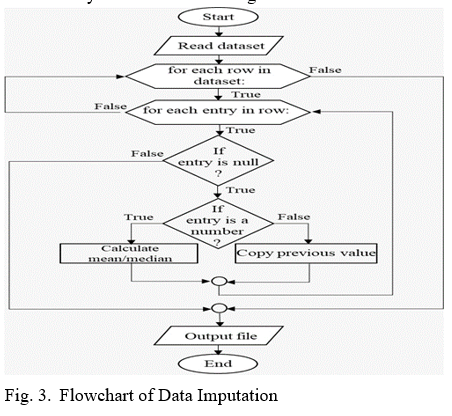 Start
Read dataset
for each row in
dataset:
False
True
False
for each entry in row:
True
False
If
entry is null
?
True
If
entry is a
number
?
True
False
Calculate
mean/median
Copy previous value
Output file
End
Fig. 3. Flowchart of Data Imputation